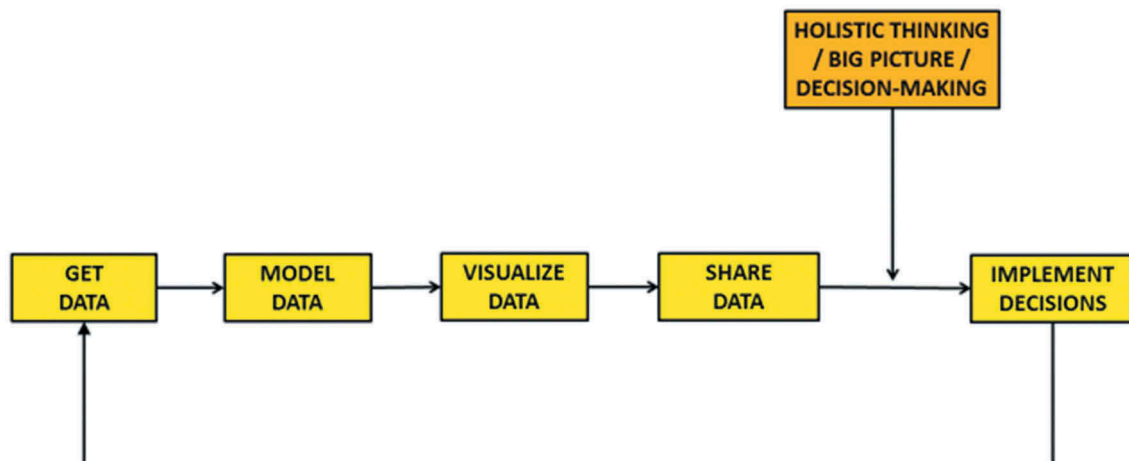 HOLISTIC THINKING
/ BIG PICTURE /
DECISION-MAKING
GET
DATA
MODEL
DATA
VISUALIZE
DATA
SHARE
DATA
IMPLEMENT
DECISIONS